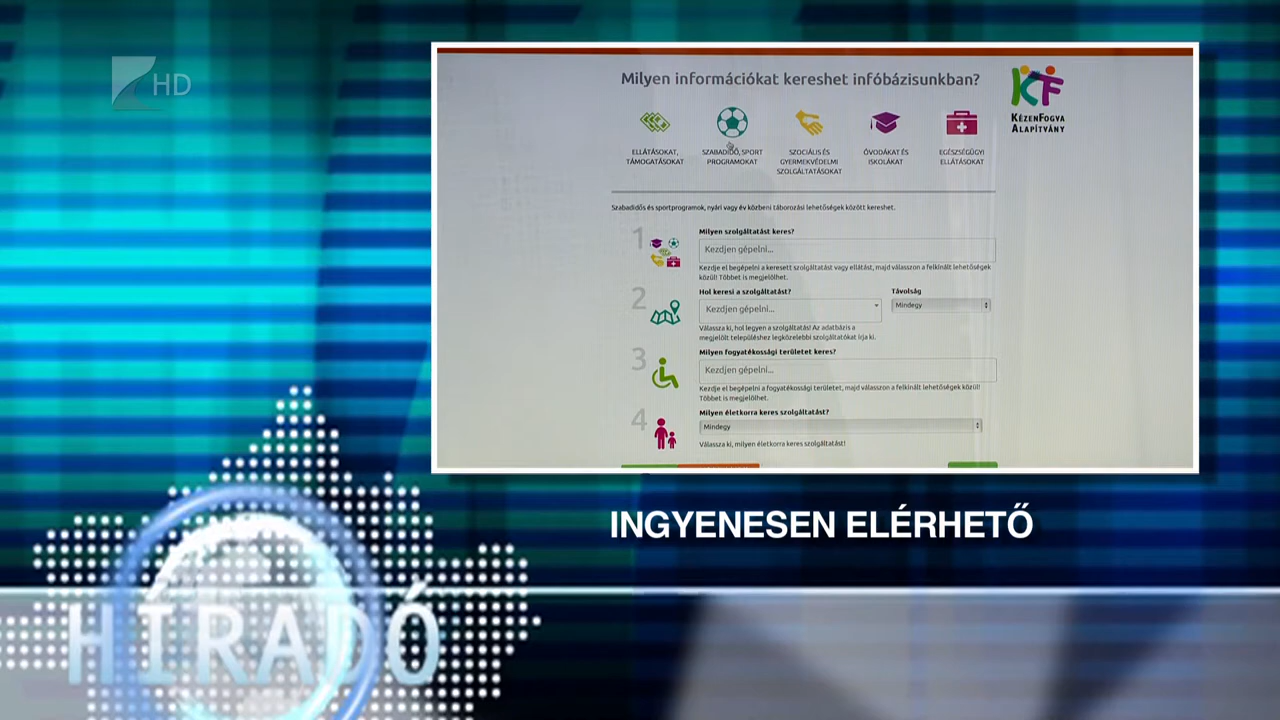 HD
Milyen információkat kereshet infóbázisunkban?
KÉZENFOGVA
ALAPÍTVÁNY
ELLÁTÁSOKAT,
TÁMOGATÁSOKAT
SZABADIDŐ, SPORT
PROGRAMOKAT
SZOCIÁLIS ÉS
GYERMEKVÉDELMI
SZOLGÁLTATÁSOKAT
ÓVODÁKAT ÉS
ISKOLÁKAT
EGÉSZSÉGÜGYI
ELLÁTÁSOKAT
Szabadidős és sportprogramok, nyári vagy év közbeni táborozási lehetőségek között kereshet.
1
Milyen szolgáltatást keres?
Kezdjen gépelni...
Kezdje el begépelni a keresett szolgáltatást vagy ellátást, majd válasszon a felkínált lehetőségek
közül! Többet is megjelölhet.
2
Hol keresi a szolgáltatást?
Távolság
Kezdjen gépelni...
Mindegy
Válassza ki, hol legyen a szolgáltatás! Az adatbázis a
megjelölt településhez legközelebbi szolgáltatókat írja ki.
3
Milyen fogyatékossági területet keres?
Kezdjen gépelni...
Kezdje el begépelni a fogyatékossági területet, majd válasszon a felkínált lehetőségek közül!
Többet is megjelölhet.
4
Milyen életkorra keres szolgáltatást?
Mindegy
Válassza ki, milyen életkorra keres szolgáltatást!
INGYENESEN ELÉRHETŐ
HÍRADÓ